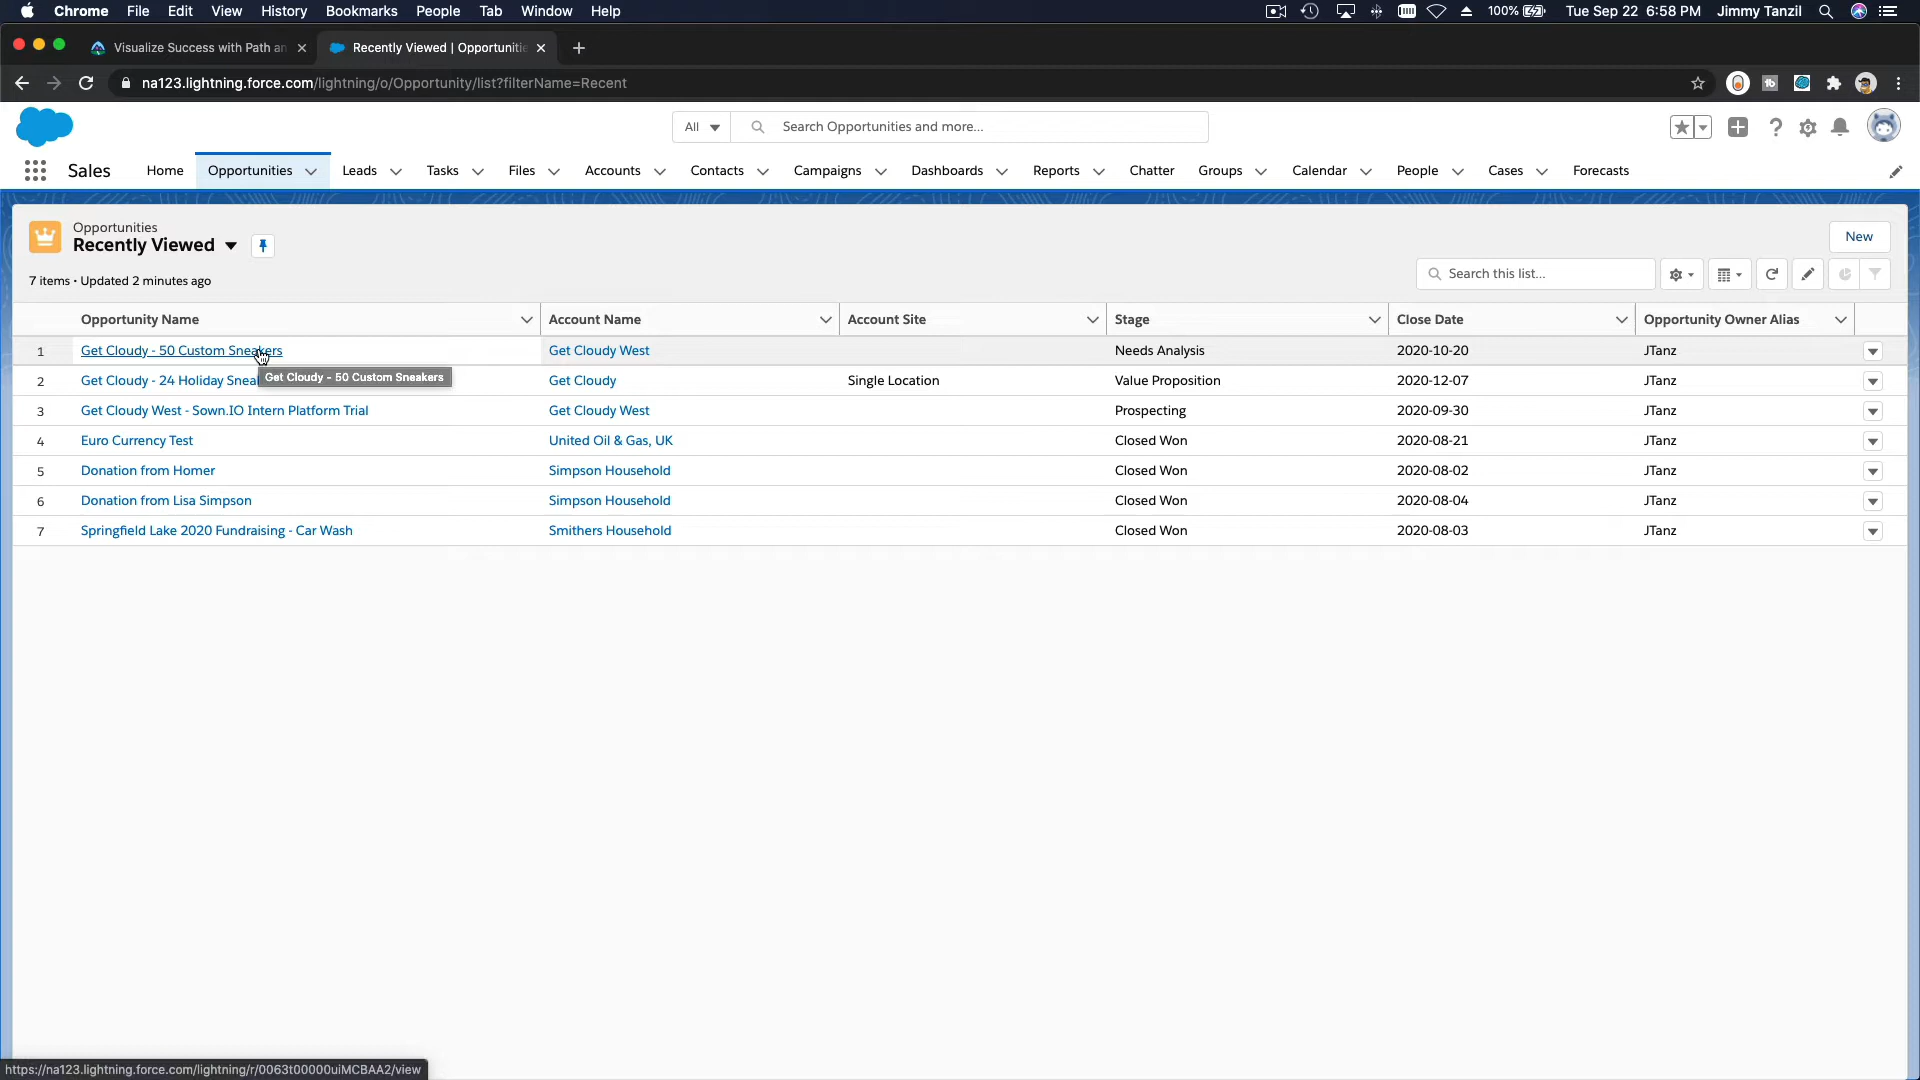 Chrome File Edit View History Bookmarks People Tab Window Help 100% Tue Sep 22 6:58 PM Jimmy Tanzil
Visualize Success with Path an Recently Viewed | Opportunitie
na123.lightning.force.com/lightning/o/Opportunity/list?filterName=Recent
All Search Opportunities and more...
Sales Home Opportunities Leads Tasks Files Accounts Contacts Campaigns Dashboards Reports Chatter Groups Calendar People Cases Forecasts
Opportunities
Recently Viewed
New
7 items • Updated 2 minutes ago
Search this list...
Opportunity Name Account Name Account Site Stage Close Date Opportunity Owner Alias
1 Get Cloudy - 50 Custom Sneakers Get Cloudy West Needs Analysis 2020-10-20 JTanz
Get Cloudy - 50 Custom Sneakers
2 Get Cloudy - 24 Holiday Sneal Get Cloudy Single Location Value Proposition 2020-12-07 JTanz
3 Get Cloudy West - Sown.IO Intern Platform Trial Get Cloudy West Prospecting 2020-09-30 JTanz
4 Euro Currency Test United Oil & Gas, UK Closed Won 2020-08-21 JTanz
5 Donation from Homer Simpson Household Closed Won 2020-08-02 JTanz
6 Donation from Lisa Simpson Simpson Household Closed Won 2020-08-04 JTanz
7 Springfield Lake 2020 Fundraising - Car Wash Smithers Household Closed Won 2020-08-03 JTanz
https://na123.lightning.force.com/lightning/r/0063t00000uiMCBAA2/view